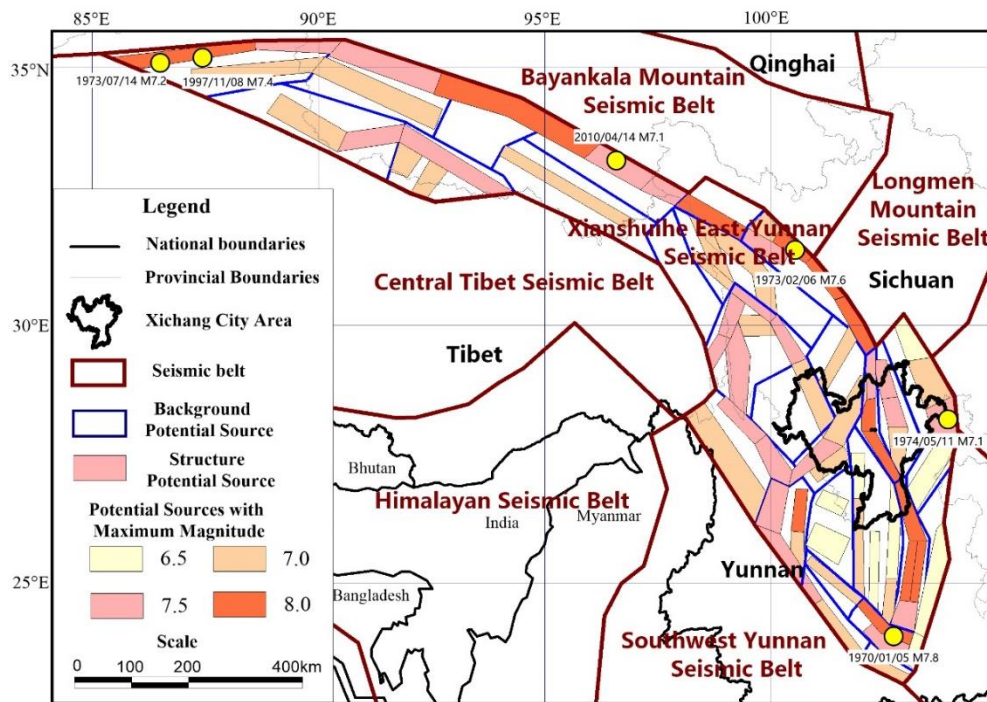 85°E 90°E 95°E 100°E
35°N
30°N
25°N
1973/07/14 M7.2
1997/11/08 M7.4
Bayankala Mountain
Seismic Belt
Qinghai
2010/04/14 M7.1
Longmen
Mountain
Seismic Belt
Xianshuihe East-Yunnan
Seismic Belt
1973/02/06 M7.6
Sichuan
Central Tibet Seismic Belt
Tibet
1974/05/11 M7.1
Bhutan
Himalayan Seismic Belt
India
Myanmar
Bangladesh
Yunnan
Southwest Yunnan
Seismic Belt
1970/01/05 M7.8
Legend
National boundaries
Provincial Boundaries
Xichang City Area
Seismic belt
Background
Potential Source
Structure
Potential Source
Potential Sources with
Maximum Magnitude
6.5 7.0
7.5 8.0
Scale
0 100 200 400km